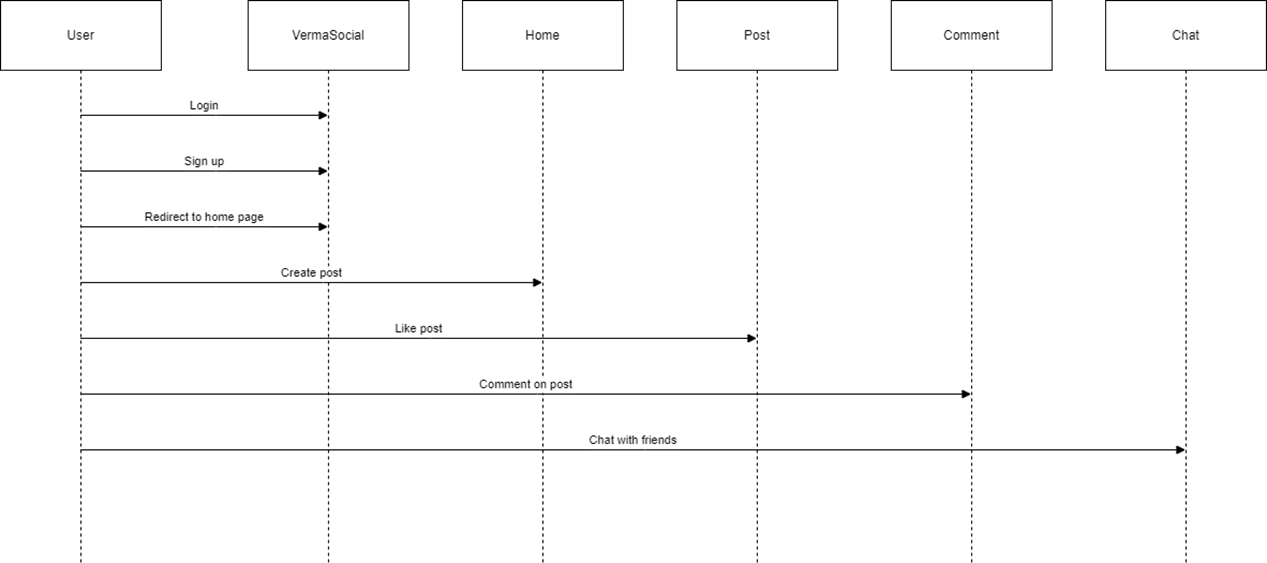 User
VermaSocial
Home
Post
Comment
Chat
Login
Sign up
Redirect to home page
Create post
Like post
Comment on post
Chat with friends